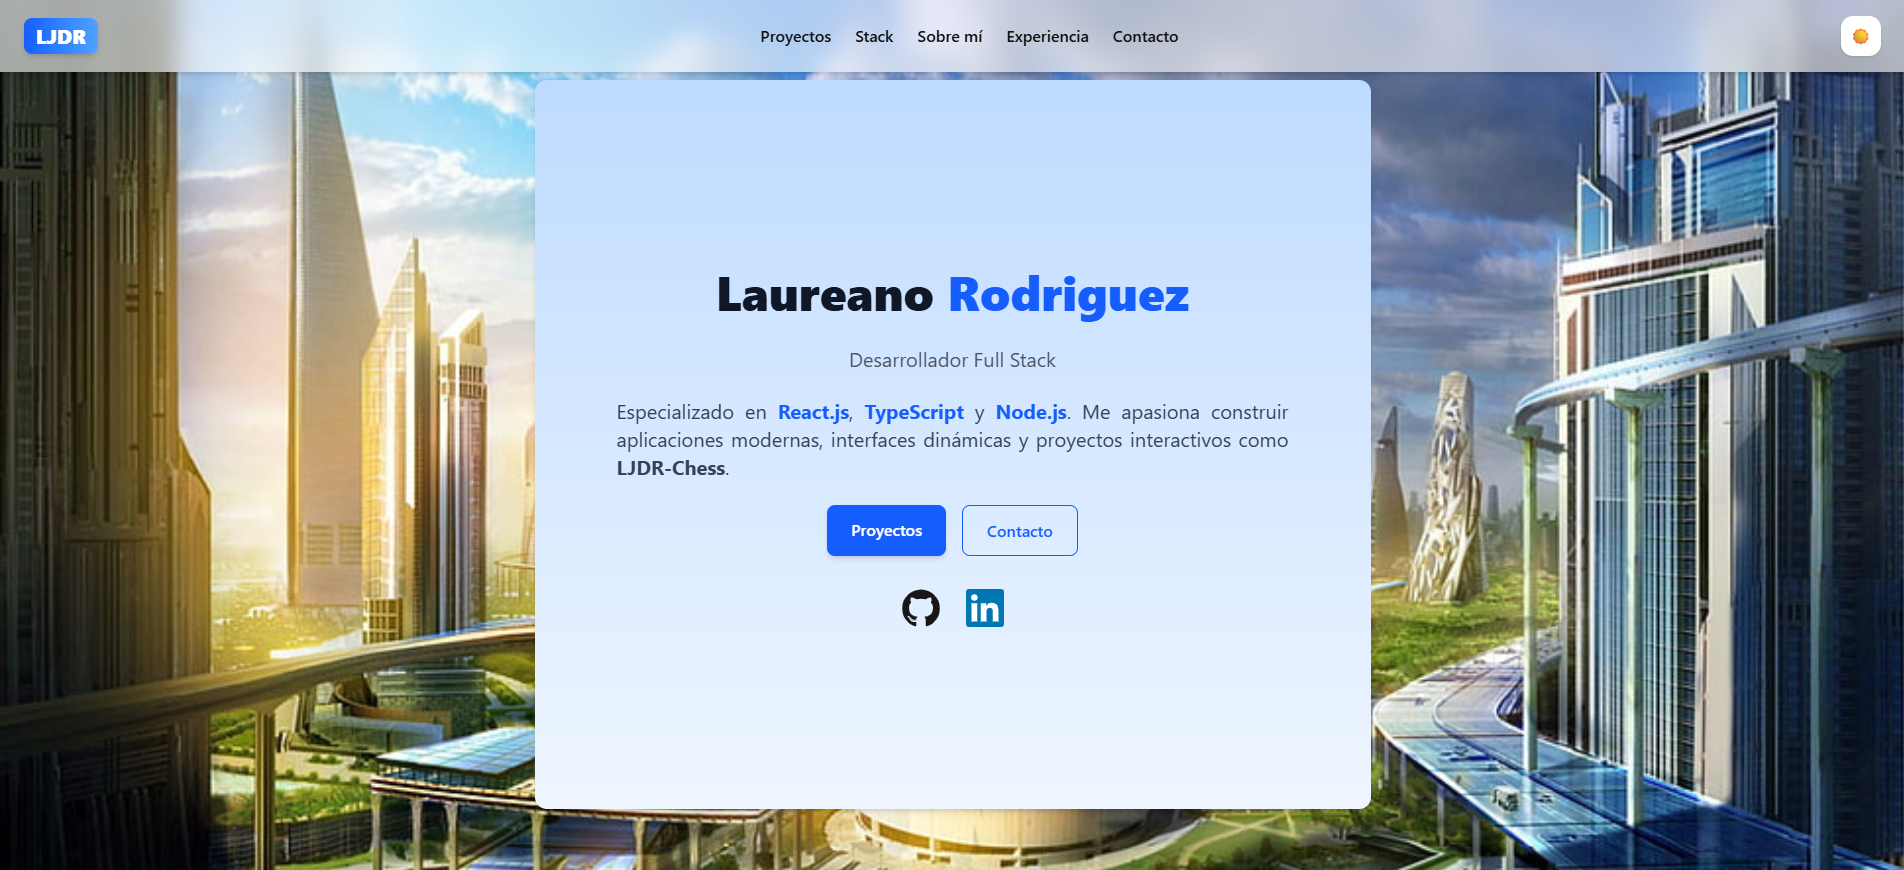 LJDR
Proyectos Stack Sobre mí Experiencia Contacto
Laureano Rodriguez
Desarrollador Full Stack
Especializado en React.js, TypeScript y Node.js. Me apasiona construir
aplicaciones modernas, interfaces dinámicas y proyectos interactivos como
LJDR-Chess.
Proyectos Contacto
in